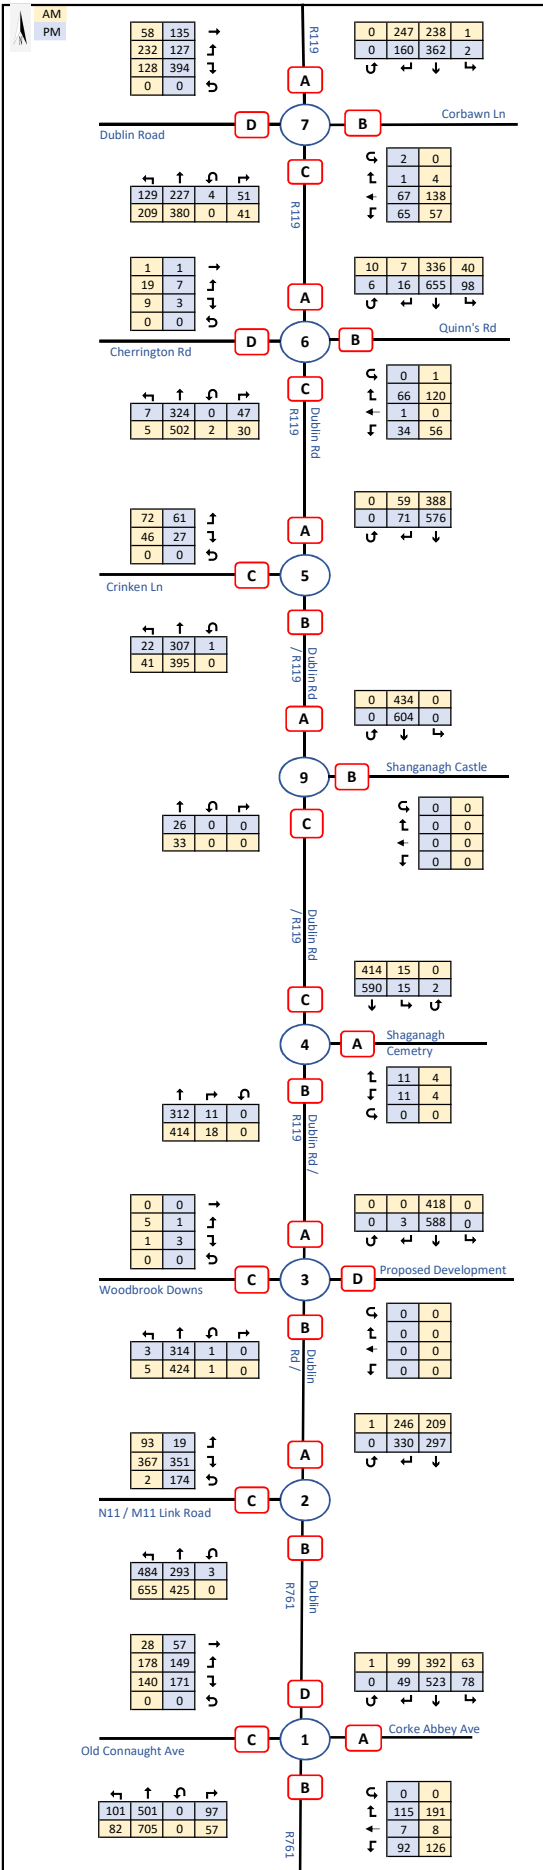 AM
PM
58 135 →
232 127 ↥
128 394 ↴
0 0 ⮌
R119
0 247 238 1
0 160 362 2
⮍ ↵ ↓ ↳
A
Dublin Road
D
7
B
Corbawn Ln
C
R119
↰ ↑ ↶ ↱
129 227 4 51
209 380 0 41
2 0
1 4
← 67 138
65 57
1 1 →
19 7
9 3
0 0
10 7 336 40
6 16 655 98
↓
A
Cherrington Rd
D
6
B
Quinn's Rd
C
Dublin Rd
R119
↑
7 324 0 47
5 502 2 30
0 1
66 120
← 1 0
34 56
72 61
46 27
0 0
0 59 388
0 71 576
↓
A
Crinken Ln
C
5
B
Dublin Rd
/ R119
↑
22 307 1
41 395 0
0 434 0
0 604 0
↓
A
9
B
Shanganagh Castle
C
↑
26 0 0
33 0 0
0 0
0 0
← 0 0
0 0
Dublin Rd
/ R119
414 15 0
590 15 2
↓
C
4
A
Shaganagh
Cemetry
B
Dublin Rd /
R119
↑
312 11 0
414 18 0
11 4
11 4
0 0
0 0 →
5 1
1 3
0 0
0 0 418 0
0 3 588 0
↓
A
Woodbrook Downs
C
3
D
Proposed Development
B
Dublin
Rd /
↑
3 314 1 0
5 424 1 0
0 0
0 0
← 0 0
0 0
93 19
367 351
2 174
1 246 209
0 330 297
↓
A
N11 / M11 Link Road
C
2
B
Dublin
R761
↑
484 293 3
655 425 0
28 57 →
178 149
140 171
0 0
1 99 392 63
0 49 523 78
↓
D
Old Connaught Ave
C
1
A
Corke Abbey Ave
B
R761
↑
101 501 0 97
82 705 0 57
0 0
115 191
← 7 8
92 126